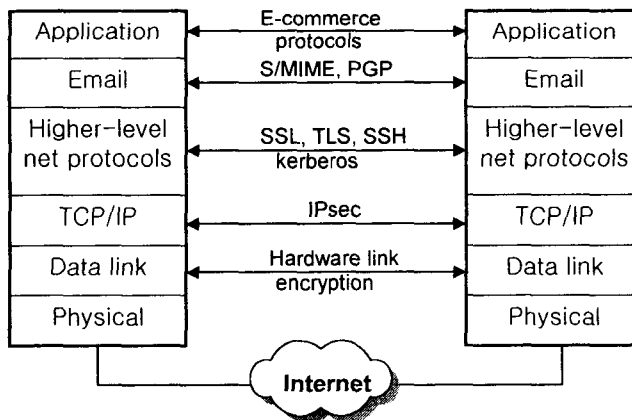 Application
E-commerce
protocols
Application
Email
S/MIME, PGP
Email
Higher-level
net protocols
SSL, TLS, SSH
kerberos
Higher-level
net protocols
TCP/IP
IPsec
TCP/IP
Data link
Hardware link
encryption
Data link
Physical
Physical
Internet